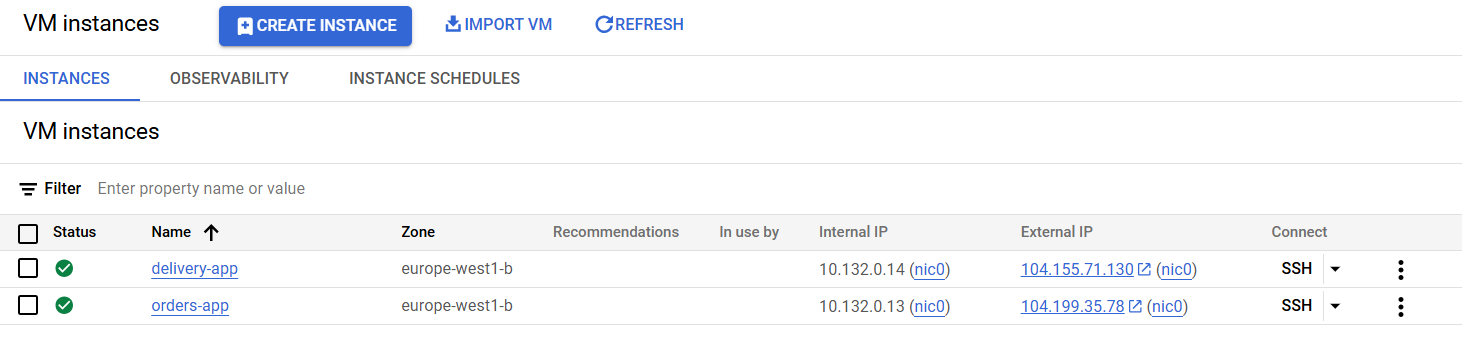 VM instances CREATE INSTANCE IMPORT VM REFRESH
INSTANCES OBSERVABILITY INSTANCE SCHEDULES
VM instances
Filter Enter property name or value
Status Name Zone Recommendations In use by Internal IP External IP Connect
delivery-app europe-west1-b 10.132.0.14 (nic0) 104.155.71.130 (nic0) SSH
orders-app europe-west1-b 10.132.0.13 (nic0) 104.199.35.78 (nic0) SSH